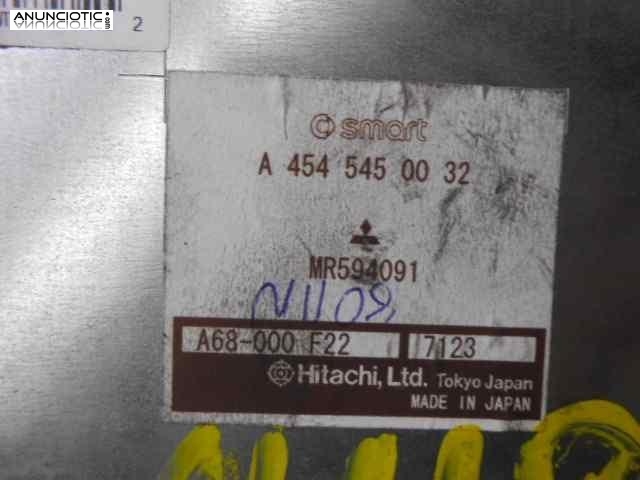 ANUNCIOTIC
2
smart
A 454 545 00 32
MR594091
A68-000 F22 7123
Hitachi, Ltd. Tokyo Japan
MADE IN JAPAN